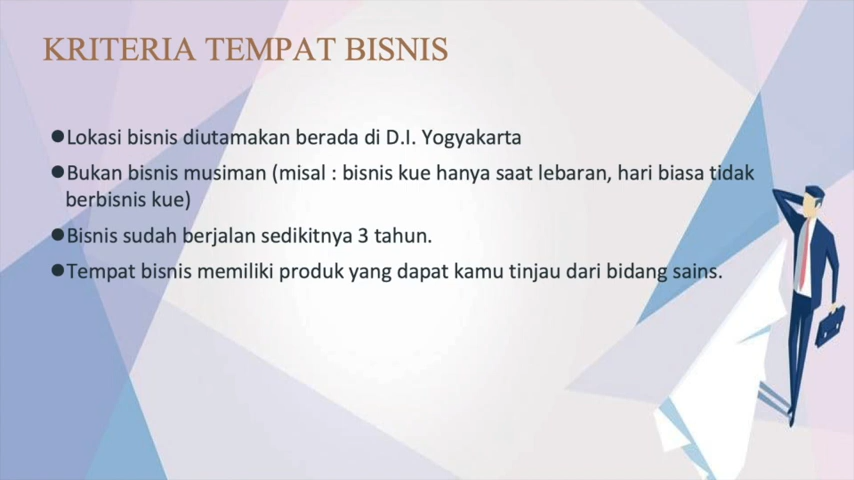 KRITERIA TEMPAT BISNIS
●Lokasi bisnis diutamakan berada di D.I. Yogyakarta
●Bukan bisnis musiman (misal : bisnis kue hanya saat lebaran, hari biasa tidak
berbisnis kue)
●Bisnis sudah berjalan sedikitnya 3 tahun.
●Tempat bisnis memiliki produk yang dapat kamu tinjau dari bidang sains.